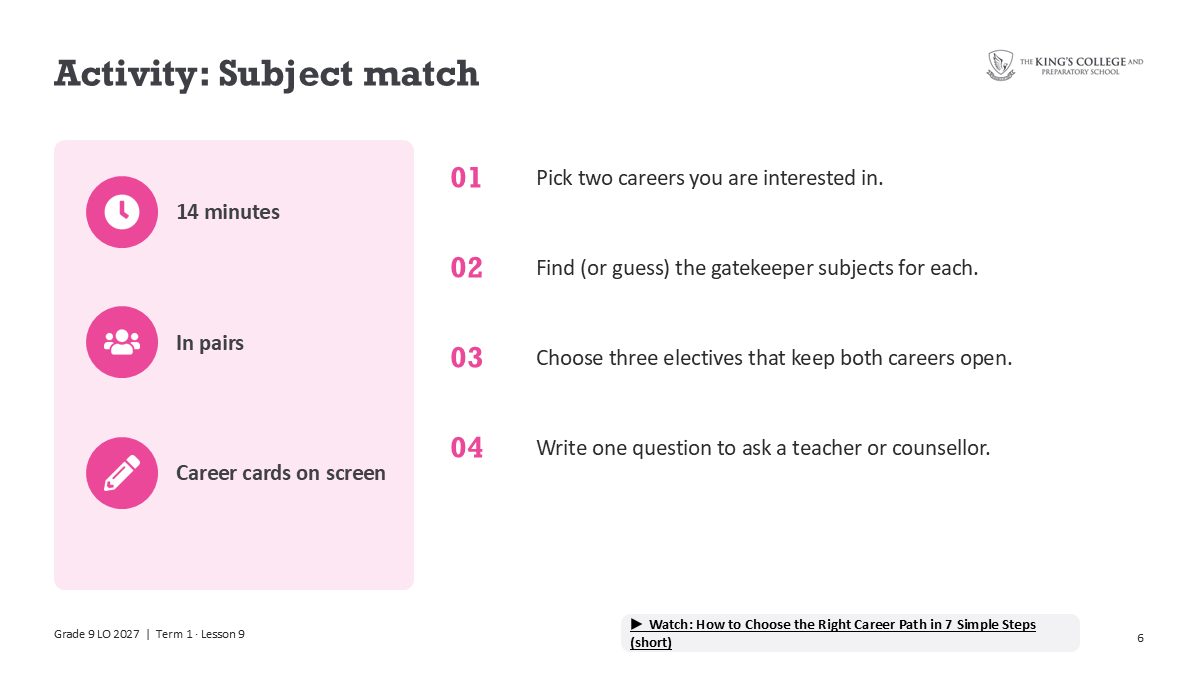 Activity: Subject match
THE KING'S COLLEGE AND
PREPARATORY SCHOOL
14 minutes
In pairs
Career cards on screen
01 Pick two careers you are interested in.
02 Find (or guess) the gatekeeper subjects for each.
03 Choose three electives that keep both careers open.
04 Write one question to ask a teacher or counsellor.
Grade 9 LO 2027 | Term 1 · Lesson 9
▶ Watch: How to Choose the Right Career Path in 7 Simple Steps
(short)
6